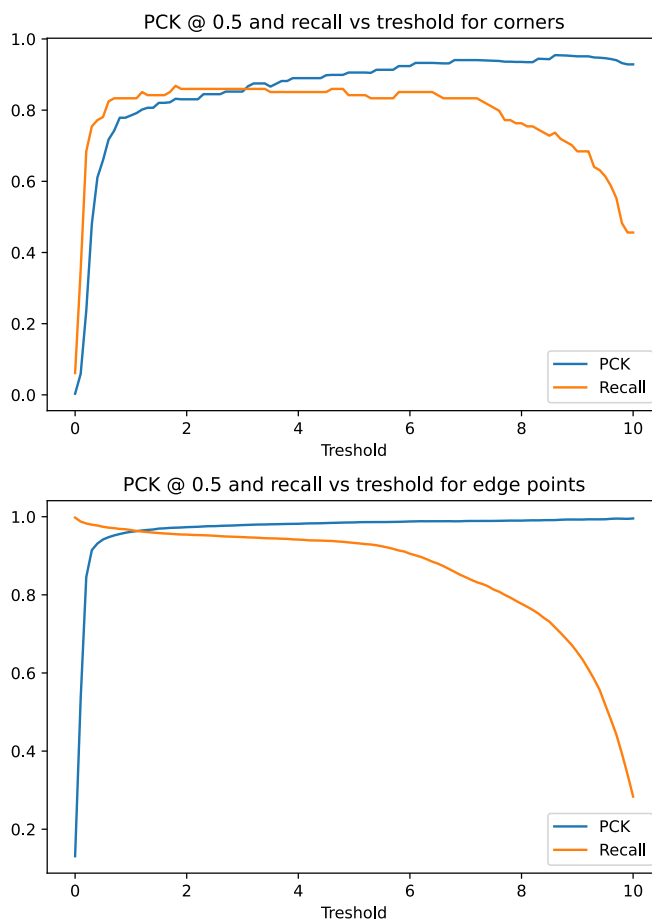 PCK @ 0.5 and recall vs treshold for corners
1.0
0.8
0.6
0.4
0.2
0.0
PCK
Recall
0 2 4 6 8 10
Treshold
PCK @ 0.5 and recall vs treshold for edge points
1.0
0.8
0.6
0.4
0.2
PCK
Recall
0 2 4 6 8 10
Treshold